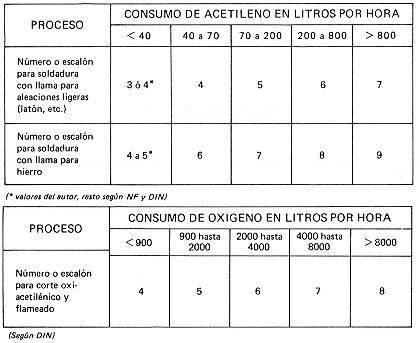 PROCESO
CONSUMO DE ACETILENO EN LITROS POR HORA
< 40 40 a 70 70 a 200 200 a 800 > 800
Número o escalón
para soldadura
con llama para
aleaciones ligeras
(latón, etc.)
3 ó 4* 4 5 6 7
Número o escalón
para soldadura
con llama para
hierro
4 a 5* 6 7 8 9
(* valores del autor, resto según NF y DIN)
PROCESO
CONSUMO DE OXIGENO EN LITROS POR HORA
<900 900 hasta 2000 2000 hasta 4000 4000 hasta 8000 >8000
Número o escalón
para corte oxi-
acetilénico y
flameado
4 5 6 7 8
(Según DIN)